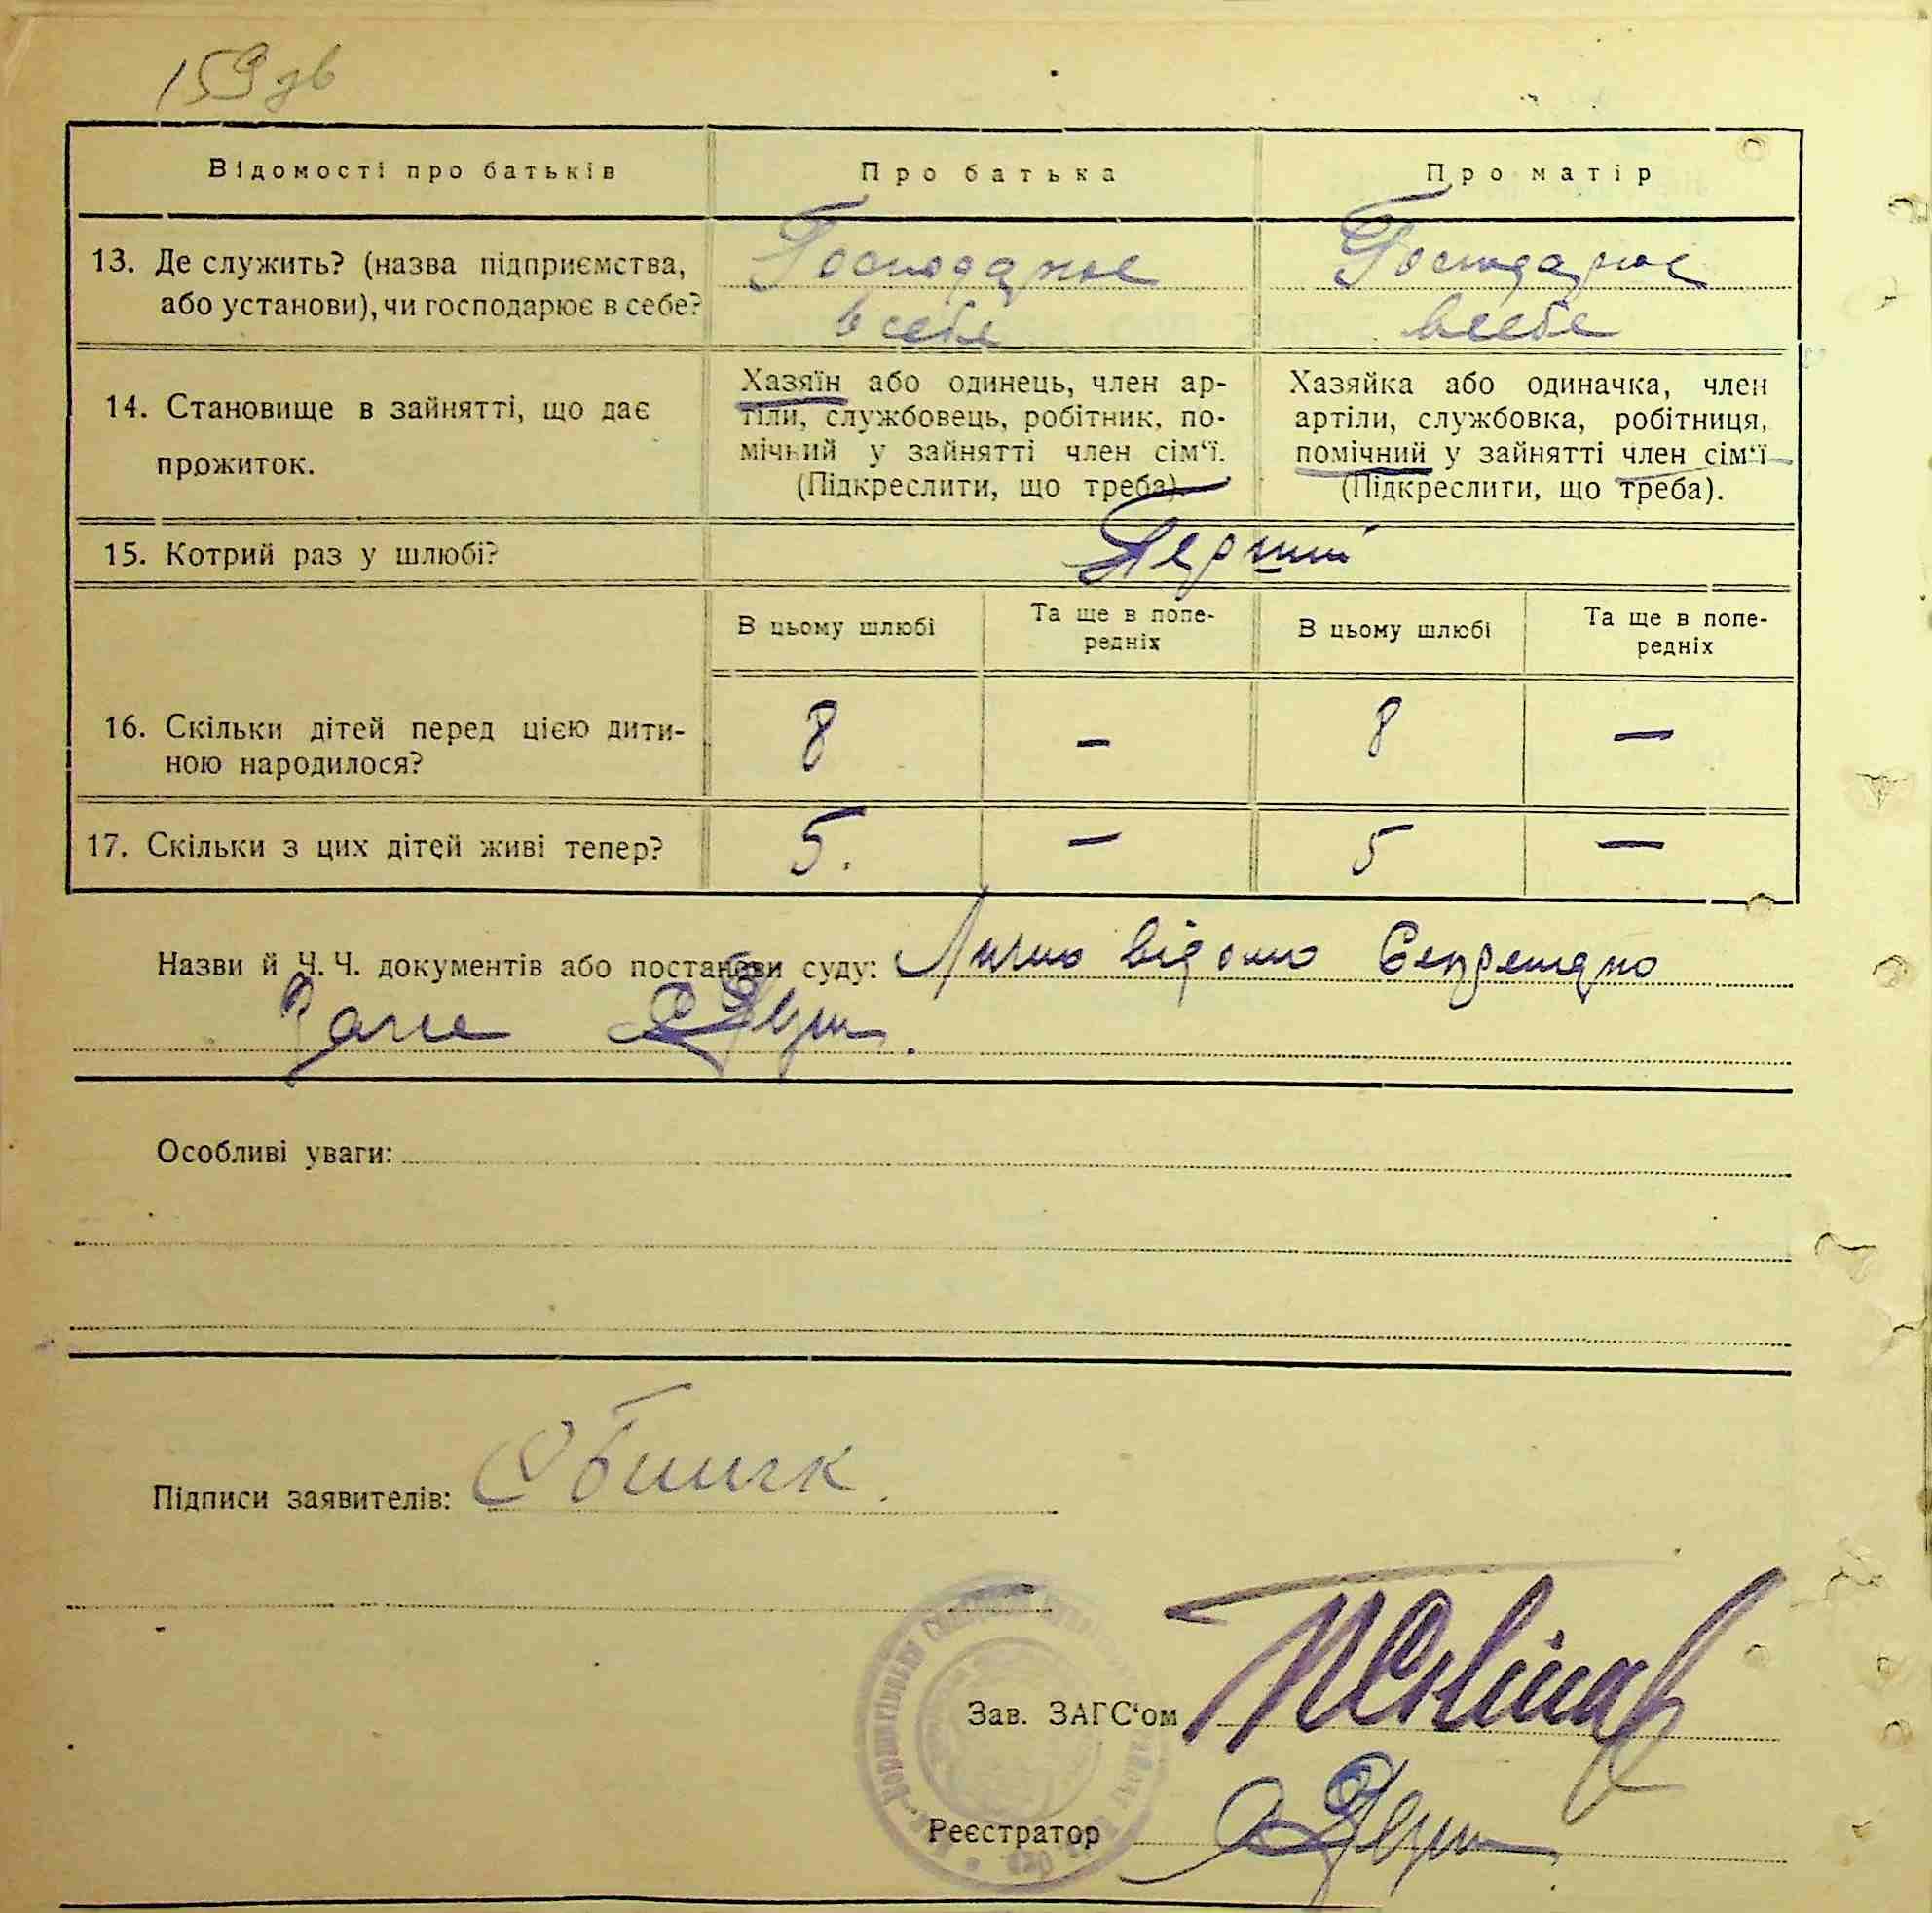 159 зв
Відомості про батьків
Про батька
Про матір
13. Де служить? (назва підприємства,
або установи), чи господарює в себе?
Господарює
в себе
Господарює
в себе
14. Становище в зайнятті, що дає
прожиток.
Хазяїн або одинець, член ар-
тіли, службовець, робітник, по-
мічний у зайнятті член сім‘ї.
(Підкреслити, що треба).
Хазяйка або одиначка, член
артіли, службовка, робітниця,
помічний у зайнятті член сім‘ї
(Підкреслити, що треба).
15. Котрий раз у шлюбі?
Перший
В цьому шлюбі
Та ще в попе-
редніх
В цьому шлюбі
Та ще в попе-
редніх
16. Скільки дітей перед цією дити-
ною народилося?
8 — 8 —
17. Скільки з цих дітей живі тепер?
5. — 5 —
Назви й Ч. Ч. документів або постанови суду: Лично відомо Секретарю
Особливі уваги:
Підписи заявителів:
Зав. ЗАГС‘ом
Реєстратор